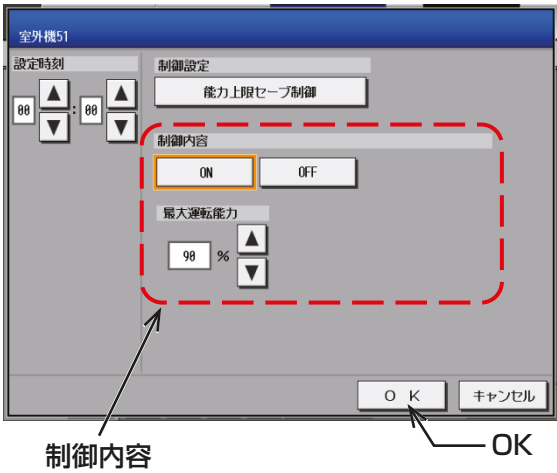 室外機51
設定時刻
00 : 00
制御設定
能力上限セーブ制御
制御内容
ON OFF
最大運転能力
90 %
O K キャンセル
制御内容
OK